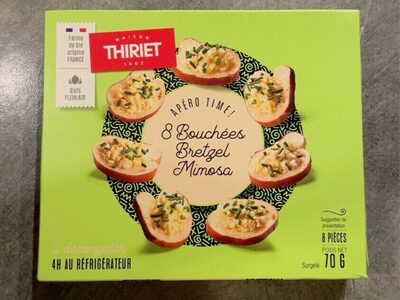 Farine
de blé
origine
FRANCE
Œufs
PLEIN AIR
MAISON
THIRIET
1902
APÉRO TIME!
8 Bouchées
Bretzel
Mimosa
à décongeler
4H AU RÉFRIGÉRATEUR
Suggestion de
présentation
8 PIÈCES
POIDS NET
Surgelé 70 G